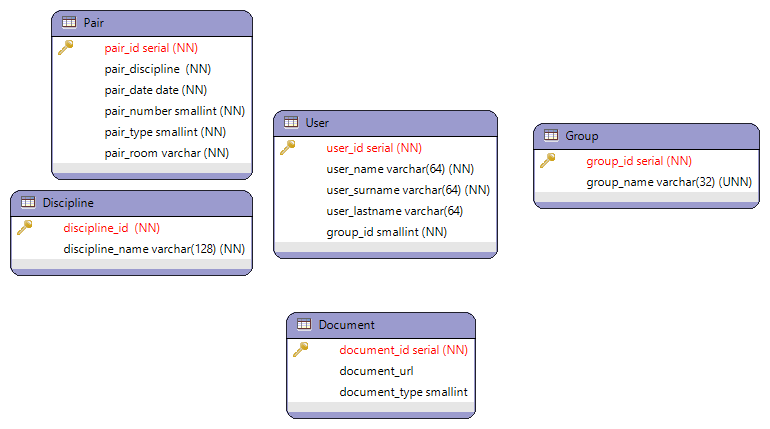 Pair
pair_id serial (NN)
pair_discipline (NN)
pair_date date (NN)
pair_number smallint (NN)
pair_type smallint (NN)
pair_room varchar (NN)
Discipline
discipline_id (NN)
discipline_name varchar(128) (NN)
User
user_id serial (NN)
user_name varchar(64) (NN)
user_surname varchar(64) (NN)
user_lastname varchar(64)
group_id smallint (NN)
Group
group_id serial (NN)
group_name varchar(32) (UNN)
Document
document_id serial (NN)
document_url
document_type smallint